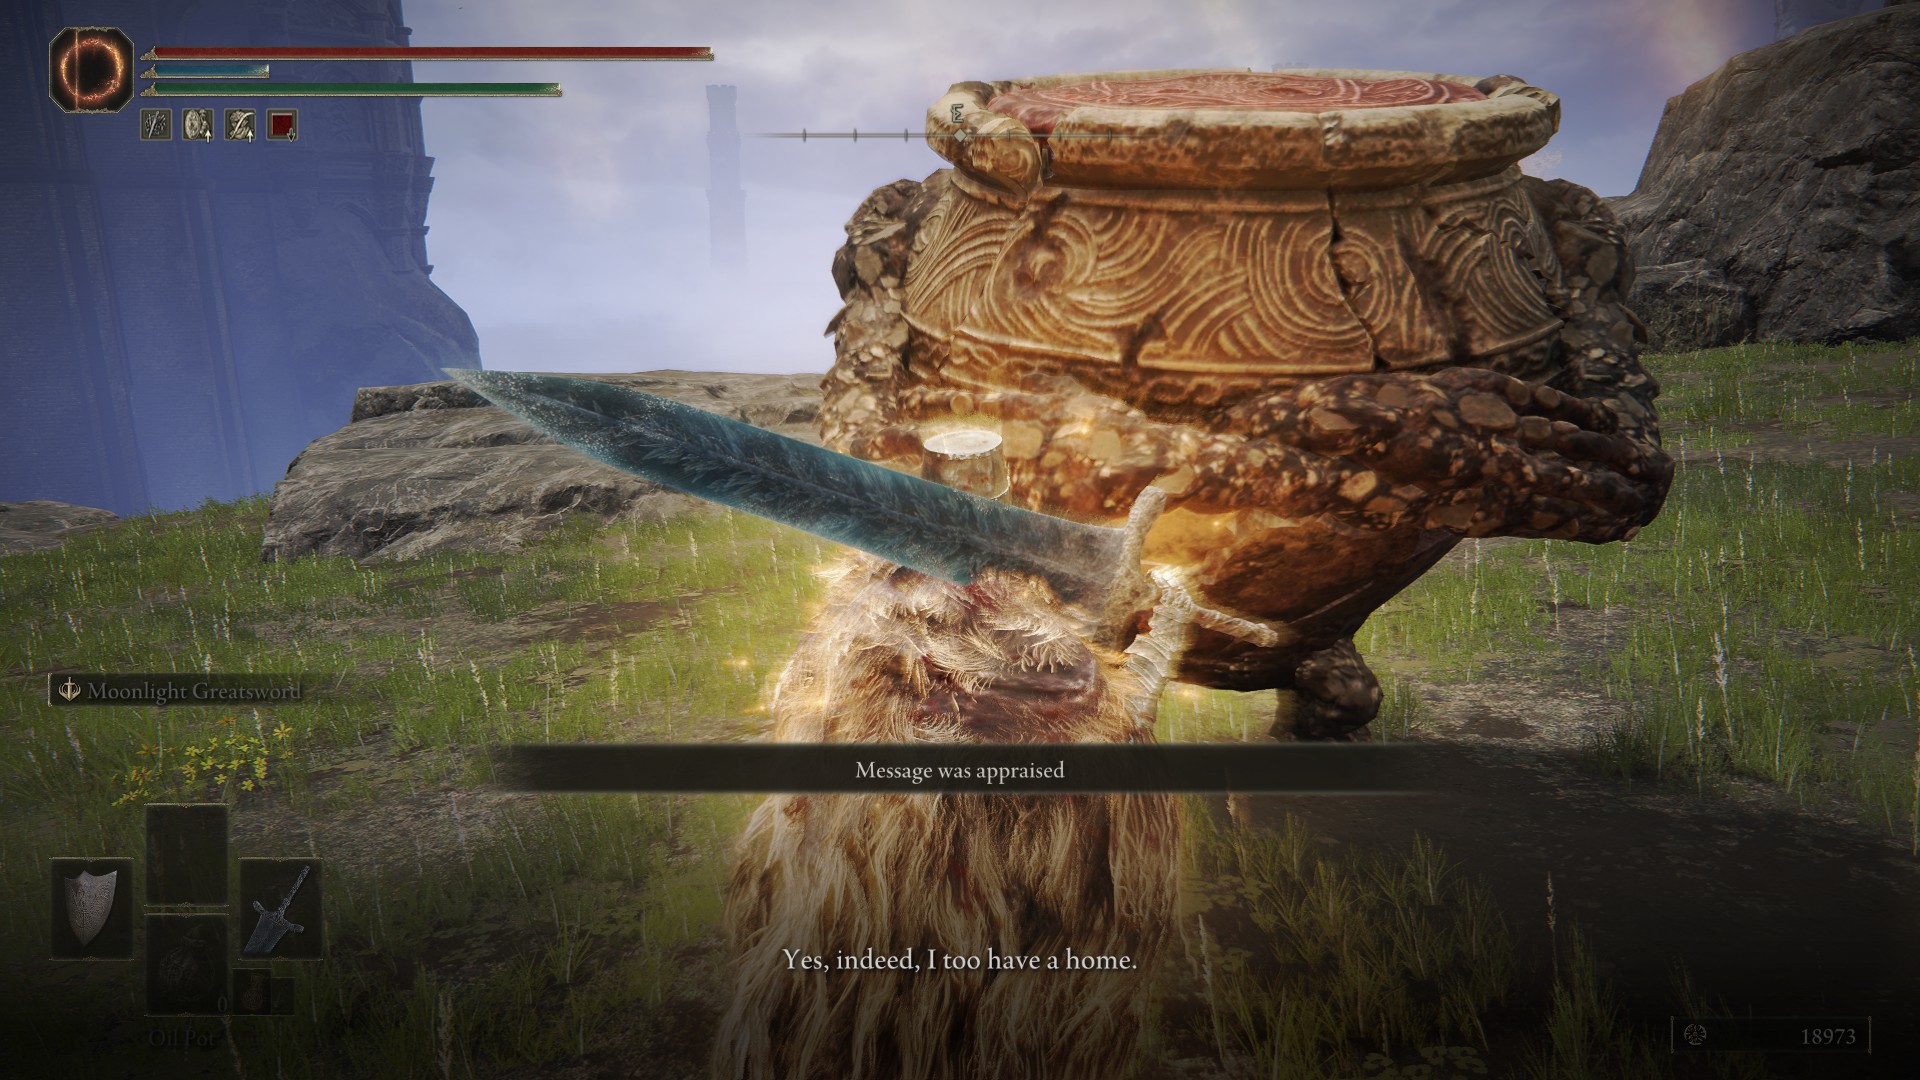 E
Moonlight Greatsword
Message was appraised
Yes, indeed, I too have a home.
0
Oil Pot
18973